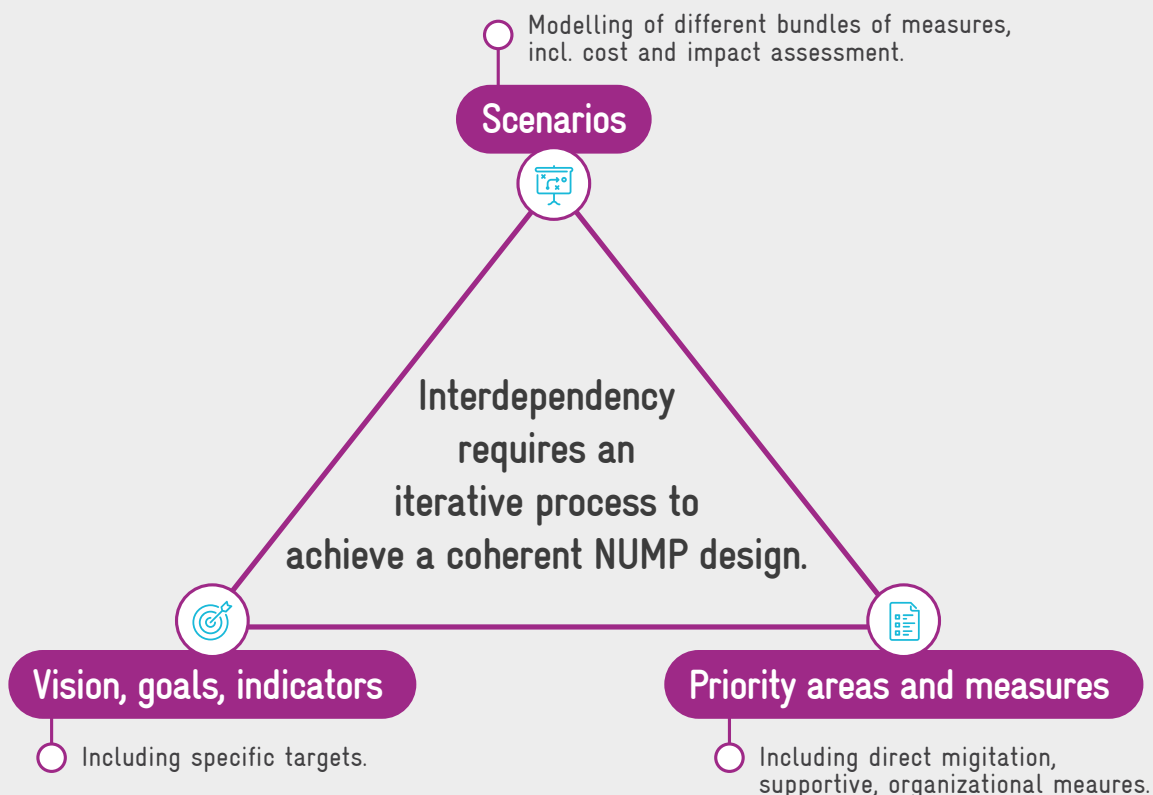 Modelling of different bundles of measures,
incl. cost and impact assessment.
Scenarios
Interdependency
requires an
iterative process to
achieve a coherent NUMP design.
Vision, goals, indicators
Including specific targets.
Priority areas and measures
Including direct migitation,
supportive, organizational meaures.